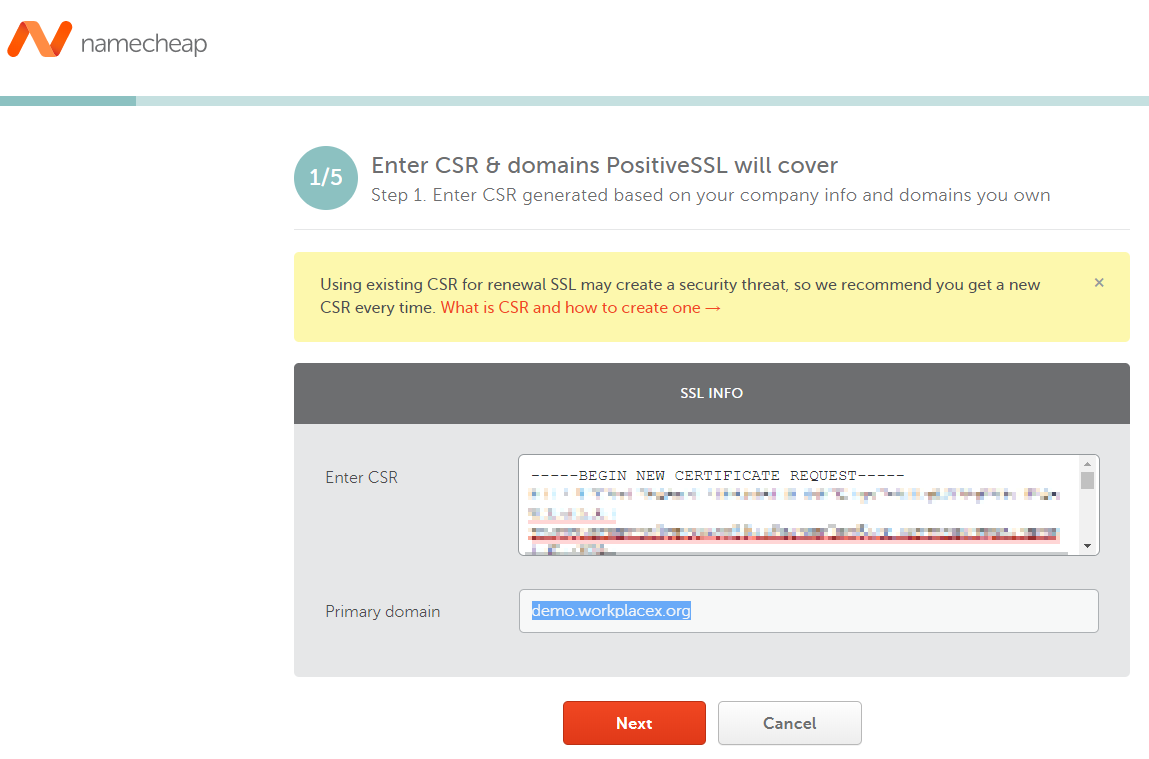 namecheap
1/5
Enter CSR & domains PositiveSSL will cover
Step 1. Enter CSR generated based on your company info and domains you own
Using existing CSR for renewal SSL may create a security threat, so we recommend you get a new
CSR every time. What is CSR and how to create one →
×
SSL INFO
Enter CSR
-----BEGIN NEW CERTIFICATE REQUEST-----
Primary domain
demo.workplacex.org
Next
Cancel